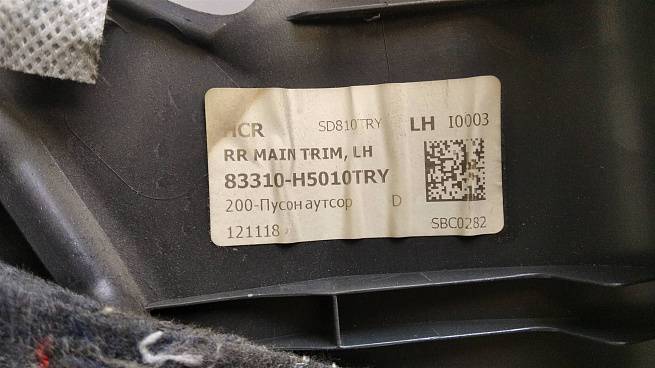 HCR SD810TRY LH I0003
RR MAIN TRIM, LH
83310-H5010TRY
200-Пусон аутсор D
121118
SBC0282